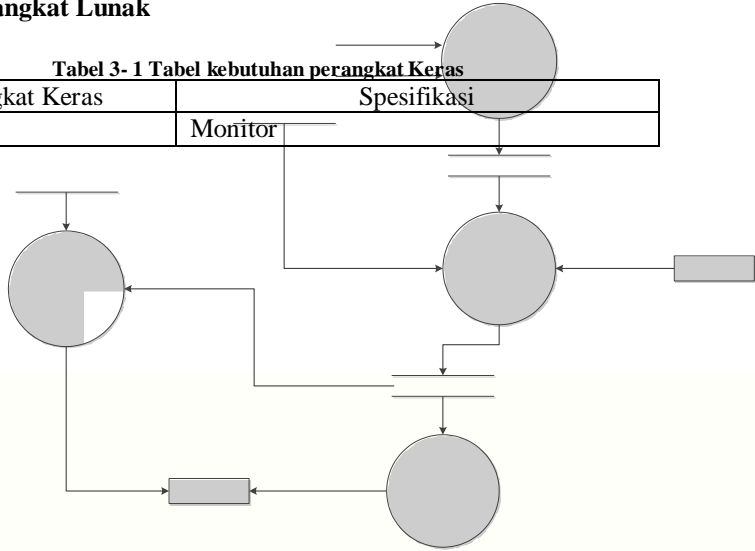 angkat Lunak
Tabel 3- 1 Tabel kebutuhan perangkat Keras
gkat Keras Spesifikasi
Monitor